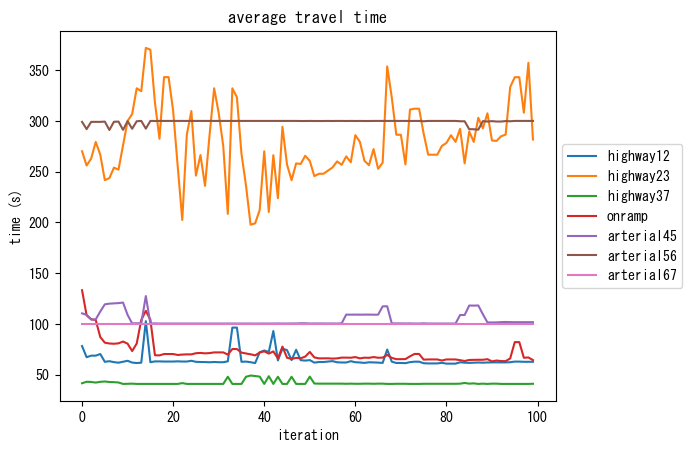 average travel time
time (s)
350
300
250
200
150
100
50
0
20
40
60
80
100
iteration
highway12
highway23
highway37
onramp
arterial45
arterial56
arterial67